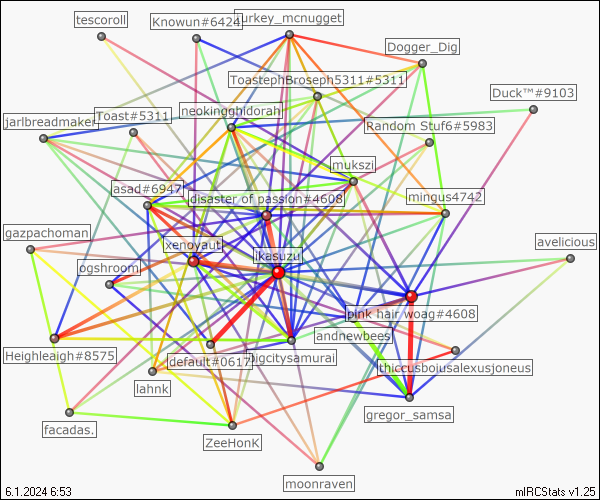 tescoroll
Knowun#6424
Turkey_mcnugget
Dogger_Dig
ToastephBroseph5311#5311
Duck™#9103
jarlbreadmaker
Toast#5311
neokingghidorah
Random Stuf6#5983
mukszi
asad#6947
disaster of passion#4608
mingus4742
gazpachoman
xenoyaut
ikasuzu
avelicious
ogshroom
pink hair woag#4608
andnewbees
Heighleaigh#8575
default#0617
bigcitysamurai
thiccusboiusalexusjoneus
lahnk
gregor_samsa
facadas.
ZeeHonK
moonraven
6.1.2024 6:53
mIRCStats v1.25